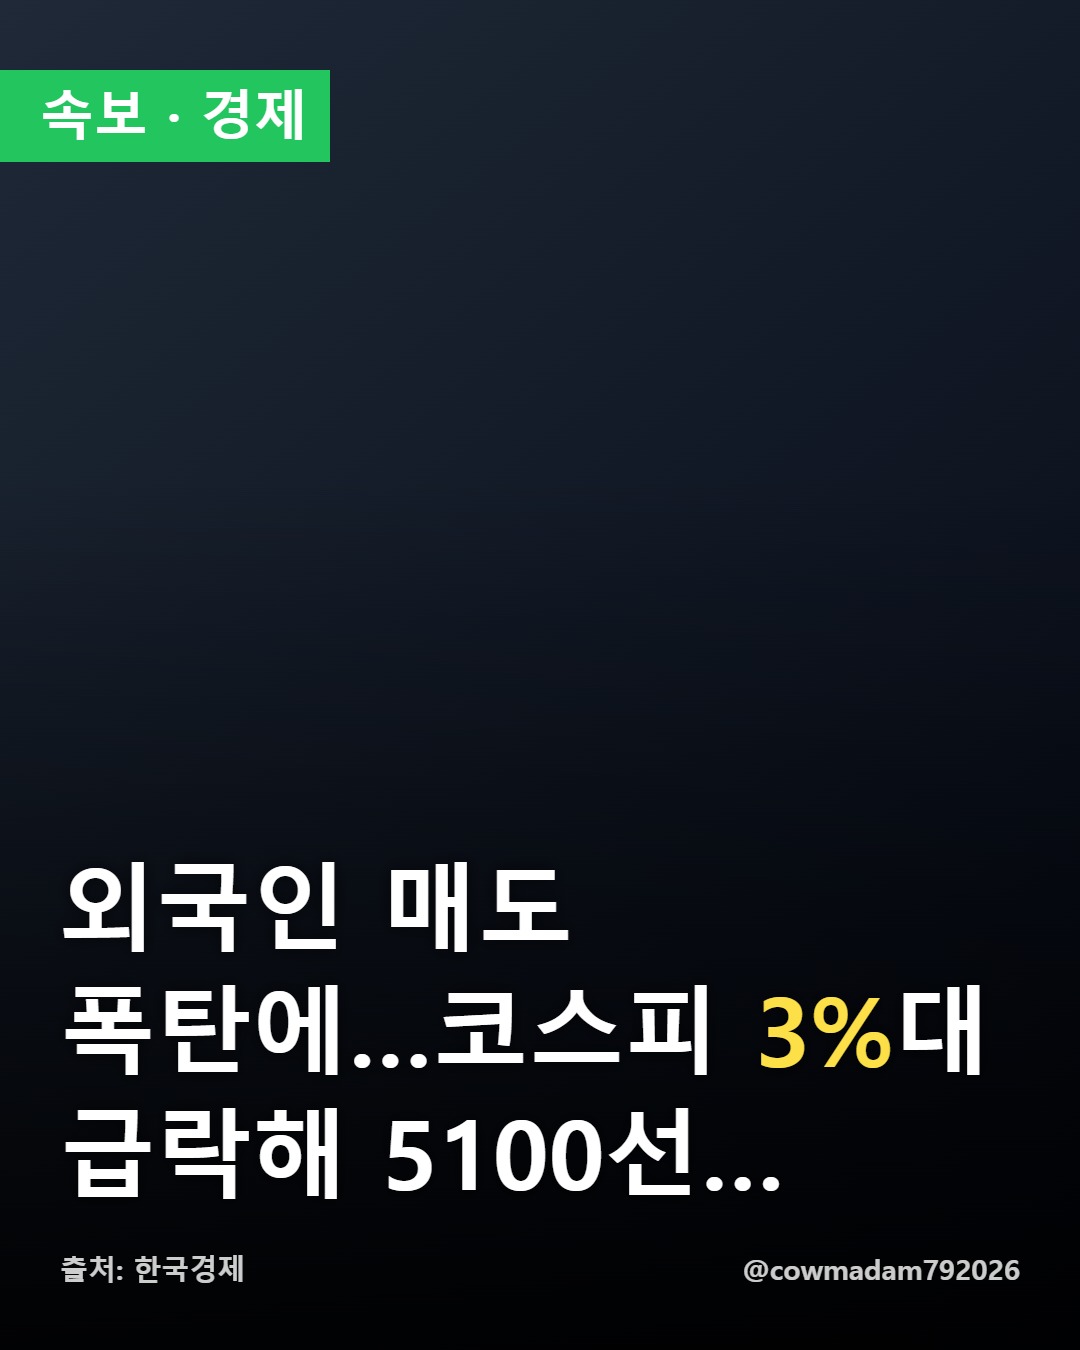 속보 · 경제
외국인 매도
폭탄에...코스피 3%대
급락해 5100선...
출처: 한국경제
@cowmadam792026